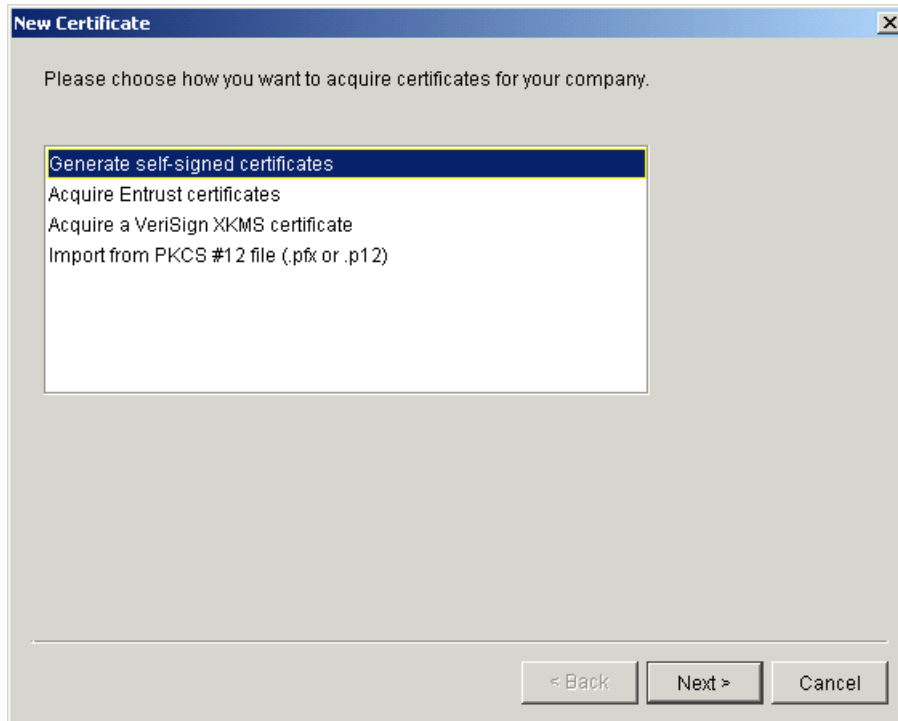 New Certificate
Please choose how you want to acquire certificates for your company.
Generate self-signed certificates
Acquire Entrust certificates
Acquire a VeriSign XKMS certificate
Import from PKCS #12 file (.pfx or .p12)
< Back Next > Cancel